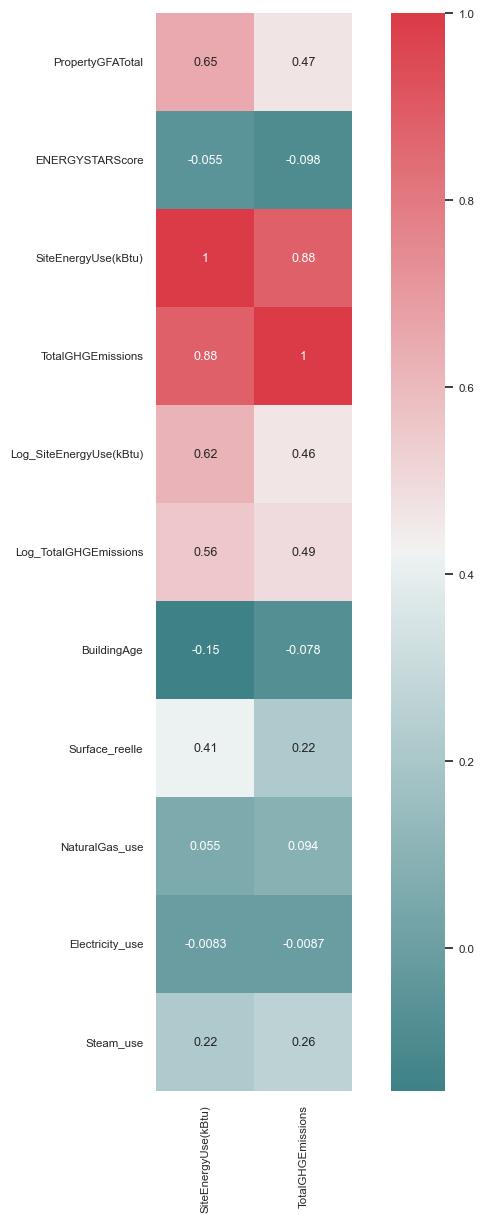 PropertyGFATotal 0.65 0.47
ENERGYSTARScore -0.055 -0.098
SiteEnergyUse(kBtu) 1 0.88
TotalGHGEmissions 0.88 1
Log_SiteEnergyUse(kBtu) 0.62 0.46
Log_TotalGHGEmissions 0.56 0.49
BuildingAge -0.15 -0.078
Surface_reelle 0.41 0.22
NaturalGas_use 0.055 0.094
Electricity_use -0.0083 -0.0087
Steam_use 0.22 0.26
SiteEnergyUse(kBtu)
TotalGHGEmissions
1.0
0.8
0.6
0.4
0.2
0.0